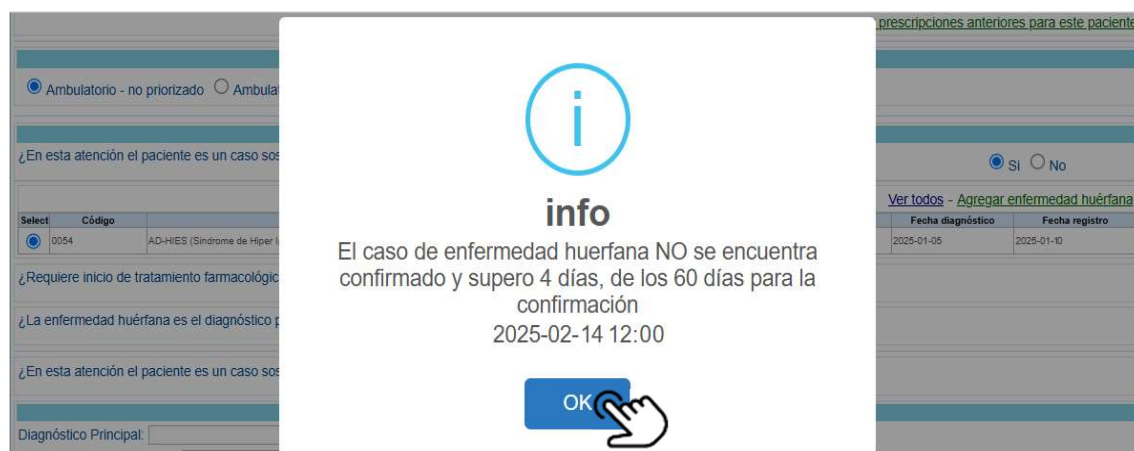 prescripciones anteriores para este paciente
Ambulatorio - no priorizado Ambulat
¿En esta atención el paciente es un caso sos
Si No
Ver todos - Agregar enfermedad huérfana
Select Código Fecha diagnóstico Fecha registro
0054 AD-HIES (Sindrome de Hiper I 2025-01-05 2025-01-10
¿Requiere inicio de tratamiento farmacológic
¿La enfermedad huérfana es el diagnóstico p
¿En esta atención el paciente es un caso sos
Diagnóstico Principal:
i
info
El caso de enfermedad huerfana NO se encuentra
confirmado y supero 4 días, de los 60 días para la
confirmación
2025-02-14 12:00
OK